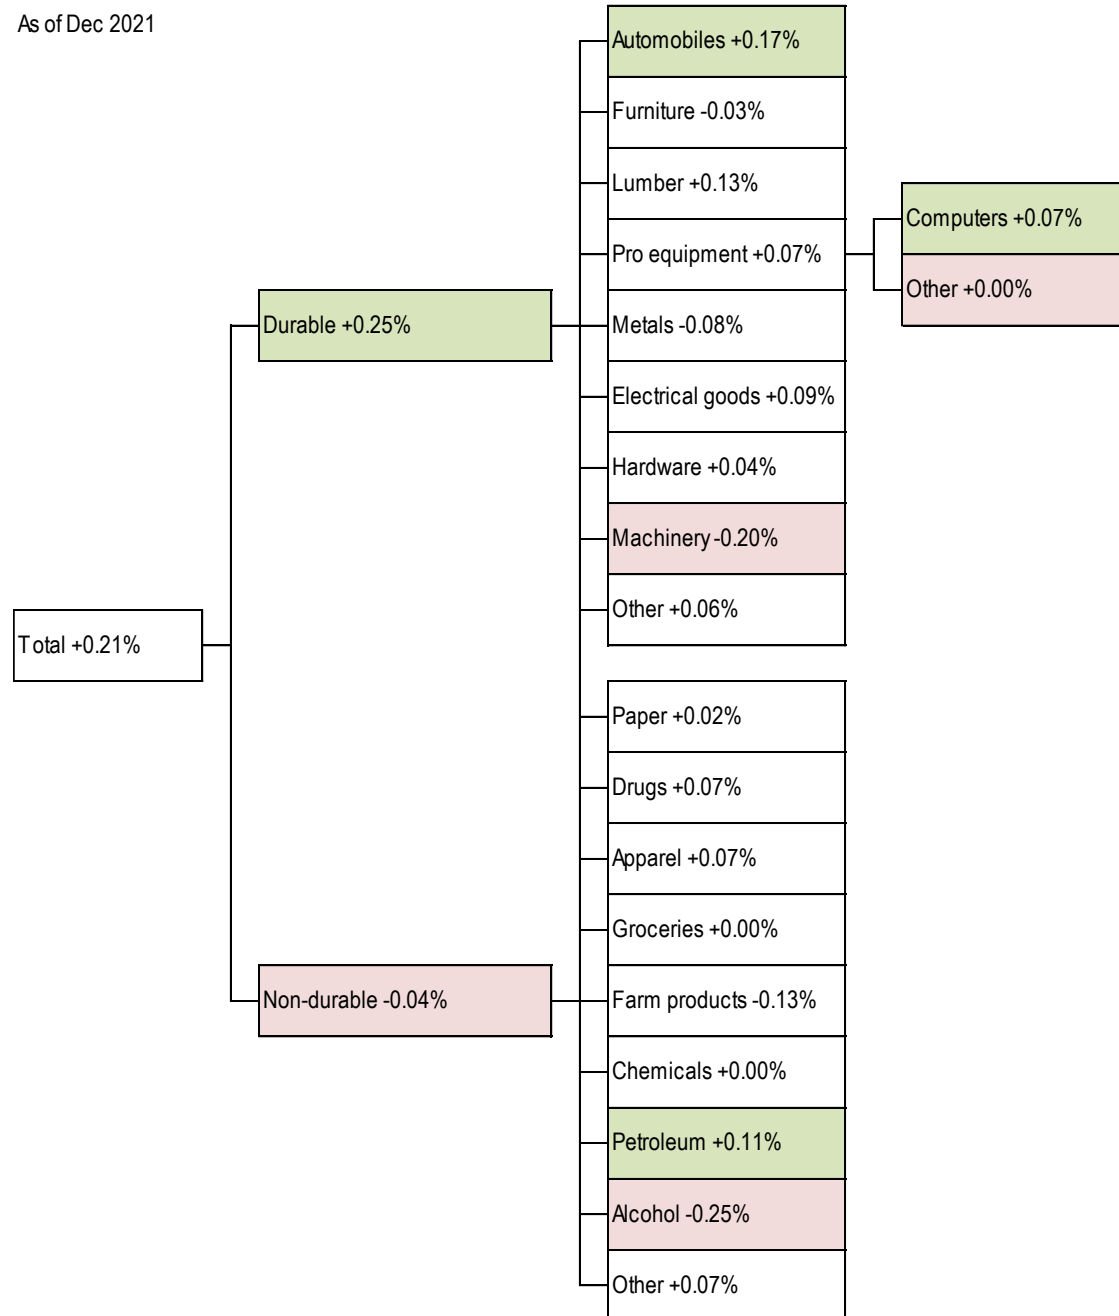 As of Dec 2021
Total +0.21%
Durable +0.25%
Automobiles +0.17%
Furniture -0.03%
Lumber +0.13%
Pro equipment +0.07%
Computers +0.07%
Other +0.00%
Metals -0.08%
Electrical goods +0.09%
Hardware +0.04%
Machinery -0.20%
Other +0.06%
Non-durable -0.04%
Paper +0.02%
Drugs +0.07%
Apparel +0.07%
Groceries +0.00%
Farm products -0.13%
Chemicals +0.00%
Petroleum +0.11%
Alcohol -0.25%
Other +0.07%